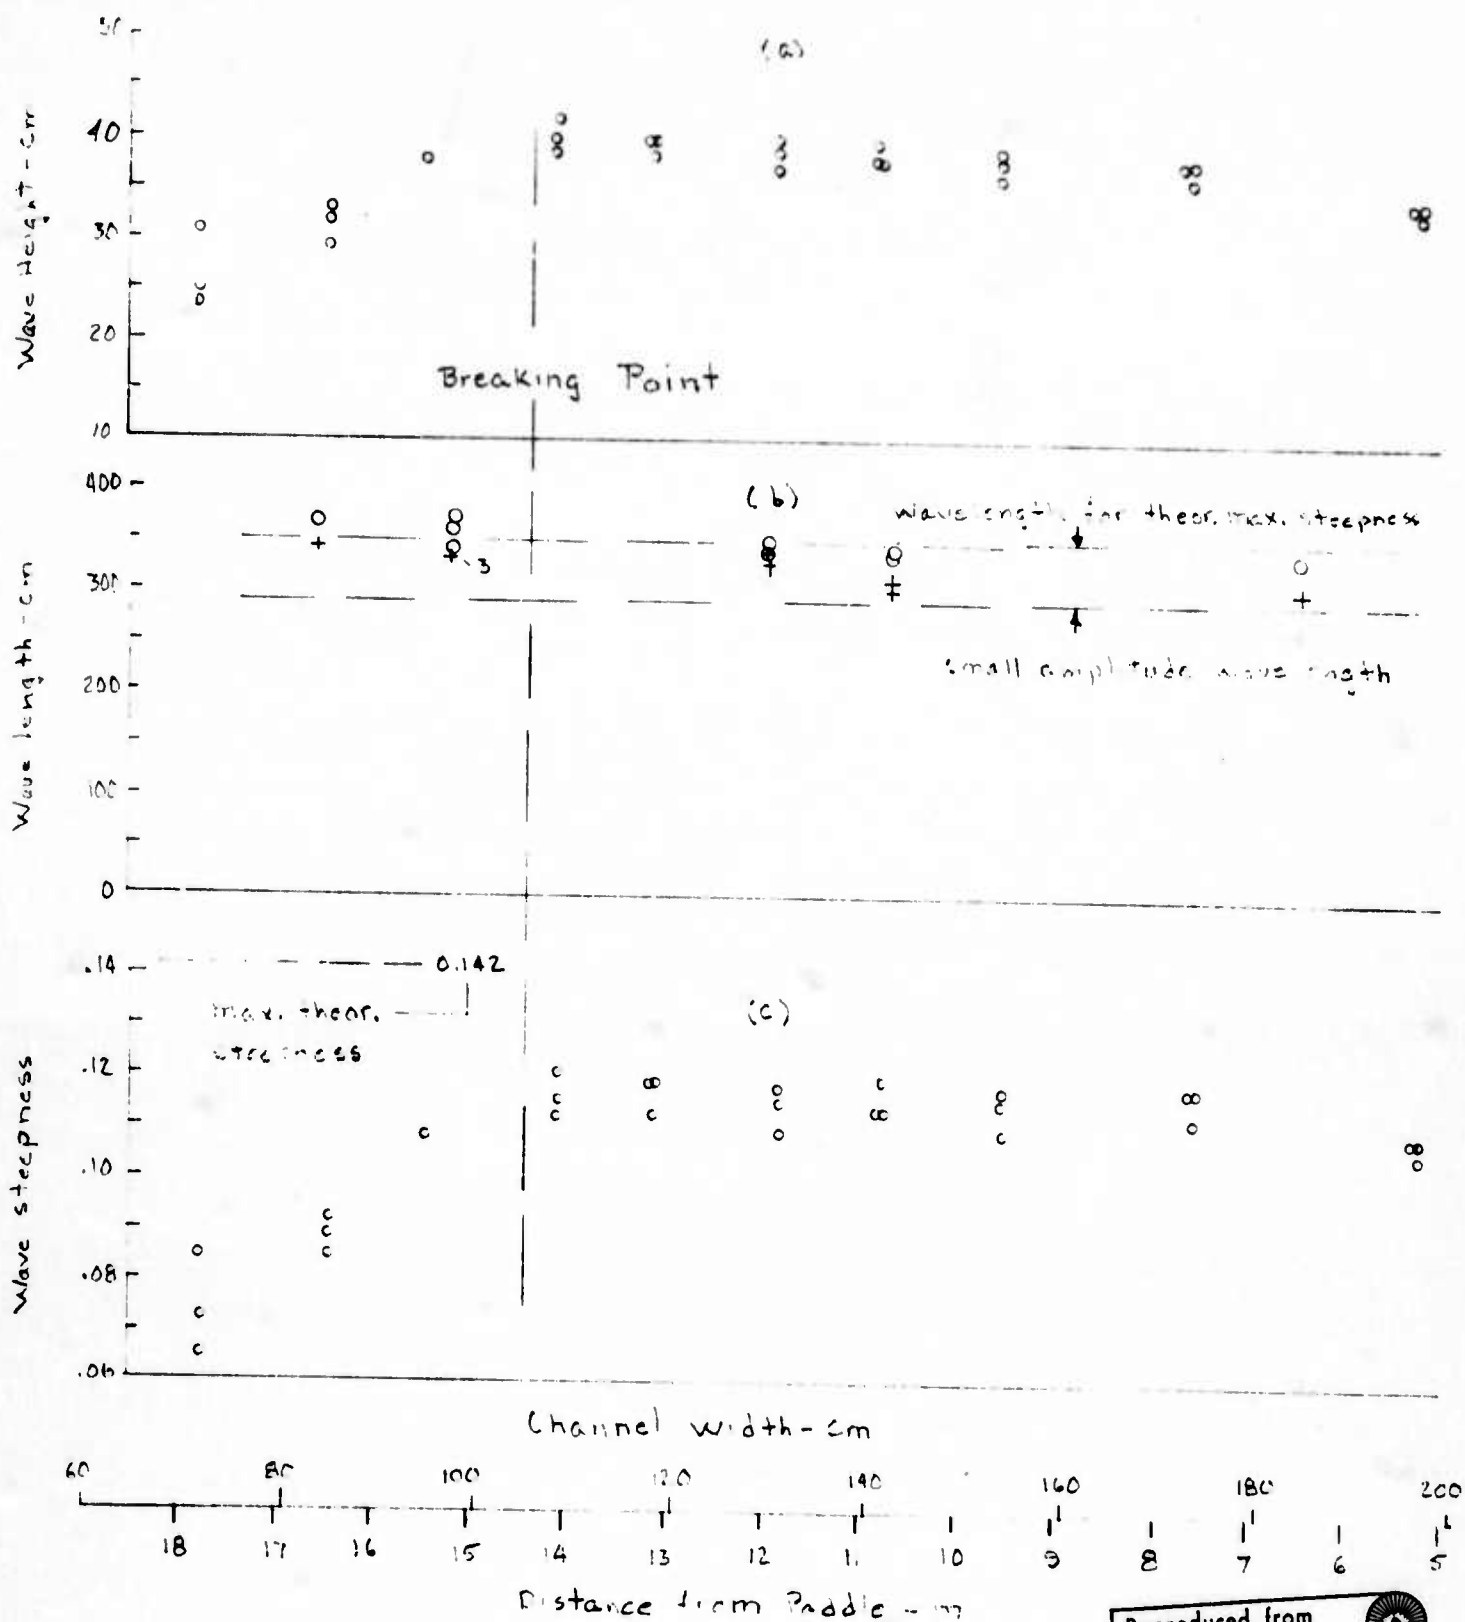 (a)
40
30
20
10
Wave Height - cm
Breaking Point
(b)
400
300
200
100
0
Wave length - cm
wavelength for theor. max. steepness
3
small amplitude wave length
.14
.12
.10
.08
.06
Wave steepness
0.142
max. theor.
steepness
(c)
Channel width - cm
60 80 100 120 140 160 180 200
18 17 16 15 14 13 12 10 9 8 7 6 5
Distance from Paddle - m
Reproduced from